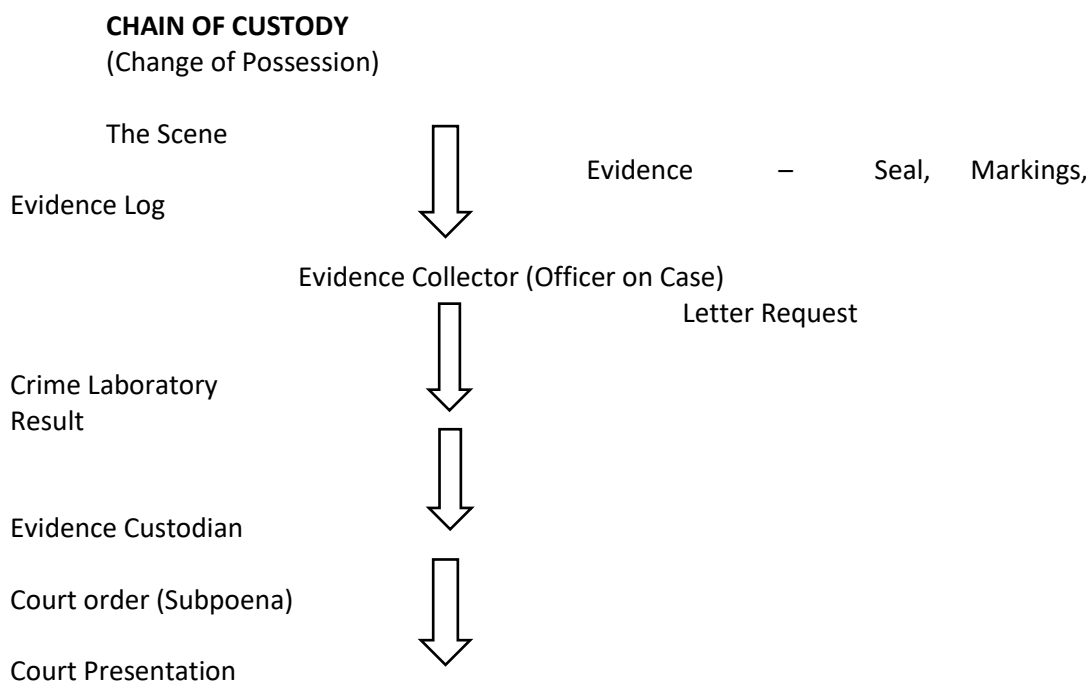 CHAIN OF CUSTODY
(Change of Possession)
The Scene
Evidence – Seal, Markings,
Evidence Log
Evidence Collector (Officer on Case)
Letter Request
Crime Laboratory
Result
Evidence Custodian
Court order (Subpoena)
Court Presentation